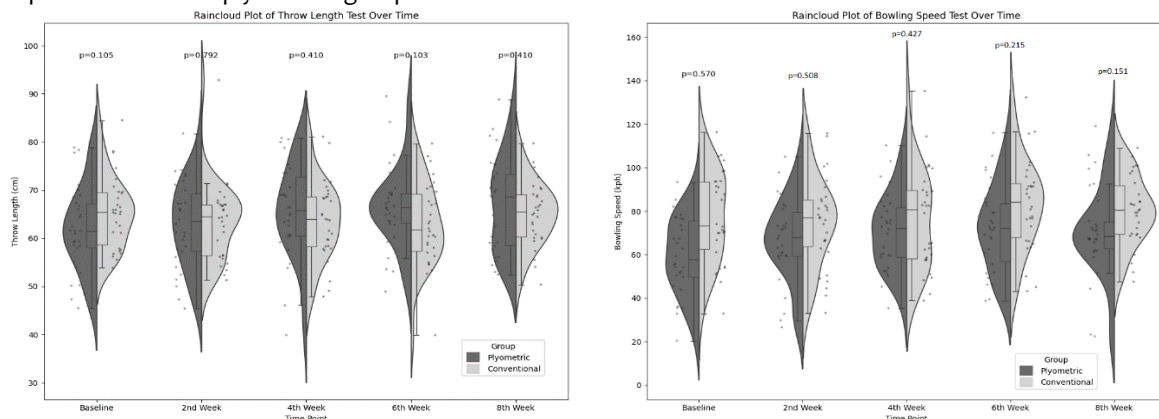 Raincloud Plot of Throw Length Test Over Time
100
90
80
70
60
50
40
30
Throw Length (cm)
p=0.105
p=0.792
p=0.410
p=0.103
p=0.410
Group
Plyometric
Conventional
Baseline
2nd Week
4th Week
6th Week
8th Week
Time Point
Raincloud Plot of Bowling Speed Test Over Time
160
140
120
100
80
60
40
20
0
Bowling Speed (kph)
p=0.570
p=0.508
p=0.427
p=0.215
p=0.151
Group
Plyometric
Conventional
Baseline
2nd Week
4th Week
6th Week
8th Week
Time Point